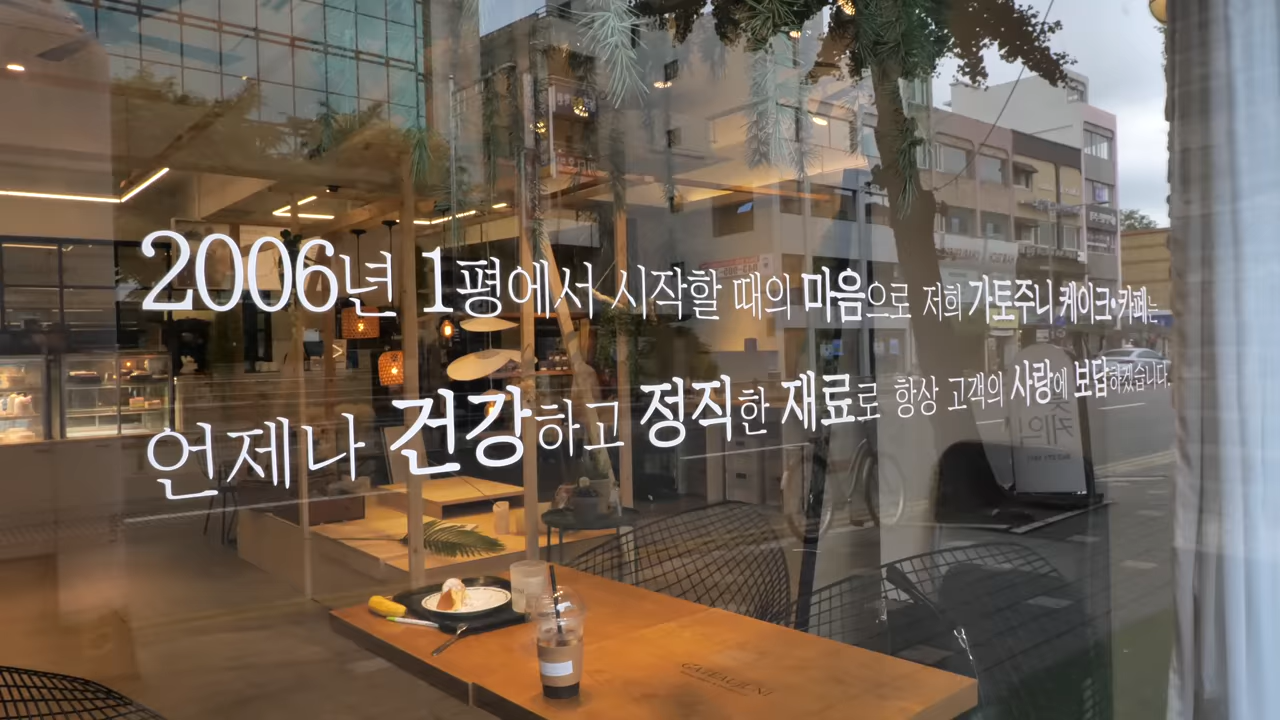 2006년 1평에서 시작할 때의 마음으로 저희 가토주니 케이크•카페는
언제나 건강하고 정직한 재료로 항상 고객의 사랑에 보답하겠습니다.
GATEAUJUNI